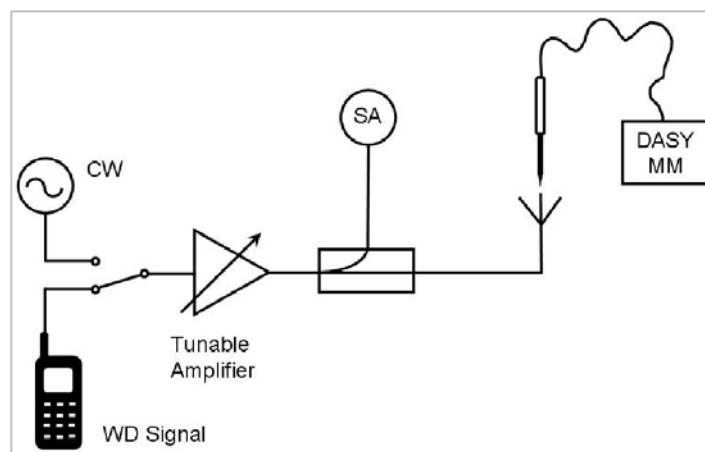 SA
DASY
MM
CW
Tunable
Amplifier
WD Signal